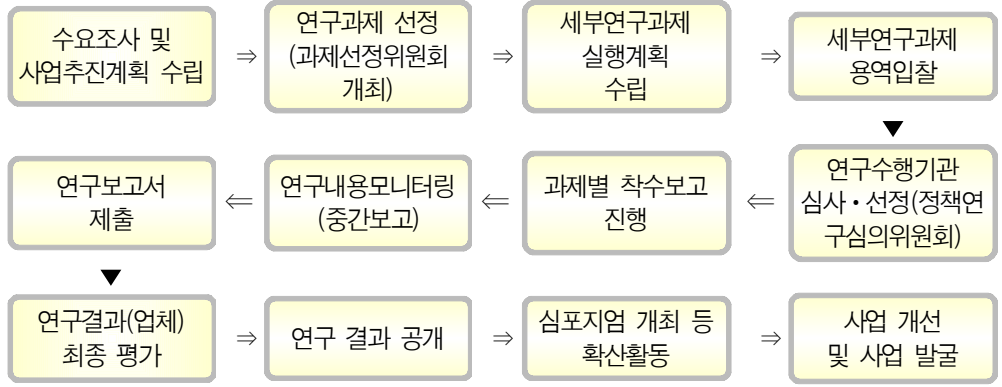 수요조사 및
사업추진계획 수립
⇒
연구과제 선정
(과제선정위원회
개최)
⇒
세부연구과제
실행계획
수립
⇒
세부연구과제
용역입찰
▼
연구수행기관
심사・선정(정책연
구심의위원회)
⇐
과제별 착수보고
진행
⇐
연구내용모니터링
(중간보고)
⇐
연구보고서
제출
▼
연구결과(업체)
최종 평가
⇒
연구 결과 공개
⇒
심포지엄 개최 등
확산활동
⇒
사업 개선
및 사업 발굴